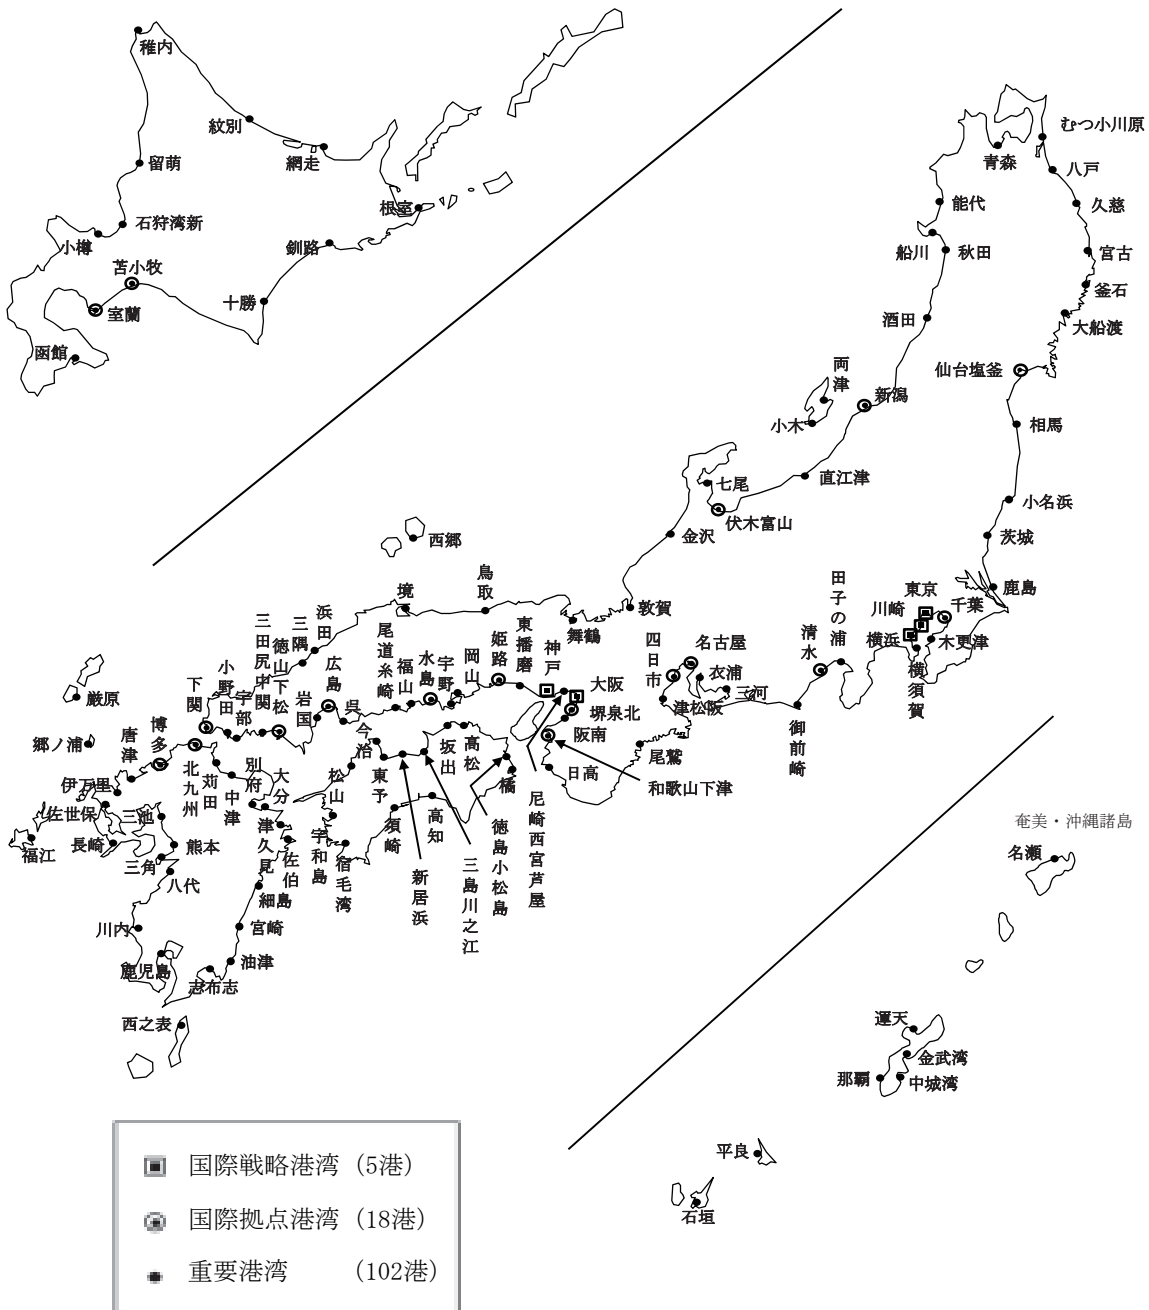 稚内
紋別
網走
留萌
根室
石狩湾新
小樽
釧路
苫小牧
室蘭
十勝
函館
むつ小川原
青森
八戸
能代
久慈
船川
秋田
宮古
釜石
大船渡
酒田
仙台塩釜
両津
新潟
小木
相馬
七尾
直江津
伏木富山
小名浜
金沢
茨城
西郷
鹿島
東京
千葉
川崎
横浜
木更津
横須賀
田子の浦
清水
御前崎
敦賀
舞鶴
鳥取
境
浜田
三隅
四日市
名古屋
衣浦
三河
津松阪
尾鷲
神戸
大阪
堺泉北
阪南
和歌山下津
日高
尼崎西宮芦屋
東播磨
姫路
岡山
宇野
水島
福山
尾道糸崎
呉
広島
岩国
徳山下松
三田尻中関
宇部
小野田
下関
今治
松山
東予
新居浜
三島川之江
坂出
高松
徳島小松島
橘
高知
須崎
宿毛湾
宇和島
厳原
郷ノ浦
博多
唐津
伊万里
北九州
苅田
中津
別府
大分
津久見
佐伯
細島
佐世保
三池
長崎
福江
熊本
三角
八代
川内
宮崎
油津
鹿児島
志布志
西之表
奄美・沖縄諸島
名瀬
運天
金武湾
那覇
中城湾
平良
石垣
国際戦略港湾 (5港)
国際拠点港湾 (18港)
重要港湾 (102港)